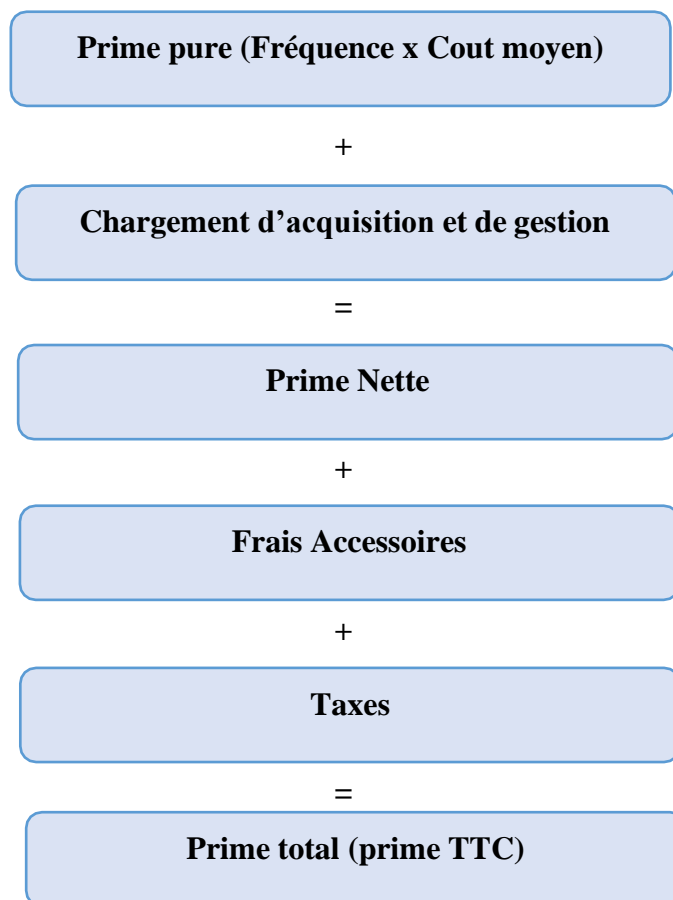 Prime pure (Fréquence x Cout moyen)
+
Chargement d’acquisition et de gestion
=
Prime Nette
+
Frais Accessoires
+
Taxes
=
Prime total (prime TTC)